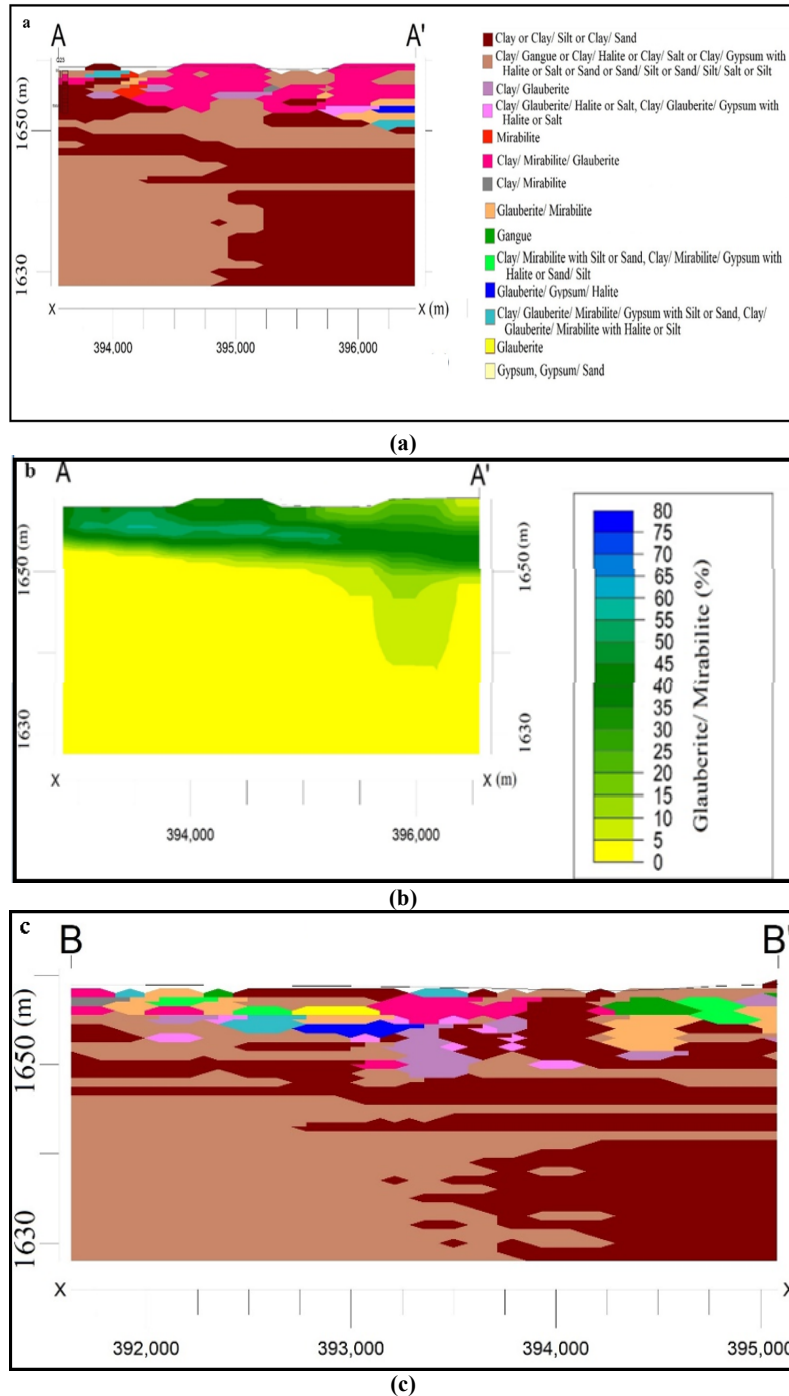 a
A A'
1650 (m)
1630
X X (m)
394,000 395,000 396,000
Clay or Clay/ Silt or Clay/ Sand
Clay/ Gangue or Clay/ Halite or Clay/ Salt or Clay/ Gypsum with
Halite or Salt or Sand or Sand/ Silt or Sand/ Silt/ Salt or Silt
Clay/ Glauberite
Clay/ Glauberite/ Halite or Salt, Clay/ Glauberite/ Gypsum with
Halite or Salt
Mirabilite
Clay/ Mirabilite/ Glauberite
Clay/ Mirabilite
Glauberite/ Mirabilite
Gangue
Clay/ Mirabilite with Silt or Sand, Clay/ Mirabilite/ Gypsum with
Halite or Sand/ Silt
Glauberite/ Gypsum/ Halite
Clay/ Glauberite/ Mirabilite/ Gypsum with Silt or Sand, Clay/
Glauberite/ Mirabilite with Halite or Silt
Glauberite
Gypsum, Gypsum/ Sand
(a)
b
A A'
1650 (m)
1630
1650 (m)
1630
X X (m)
394,000 396,000
80
75
70
65
60
55
50
45
40
35
30
25
20
15
10
5
0
Glauberite/ Mirabilite (%)
(b)
c
B B'
1650 (m)
1630
X X
392,000 393,000 394,000 395,000
(c)